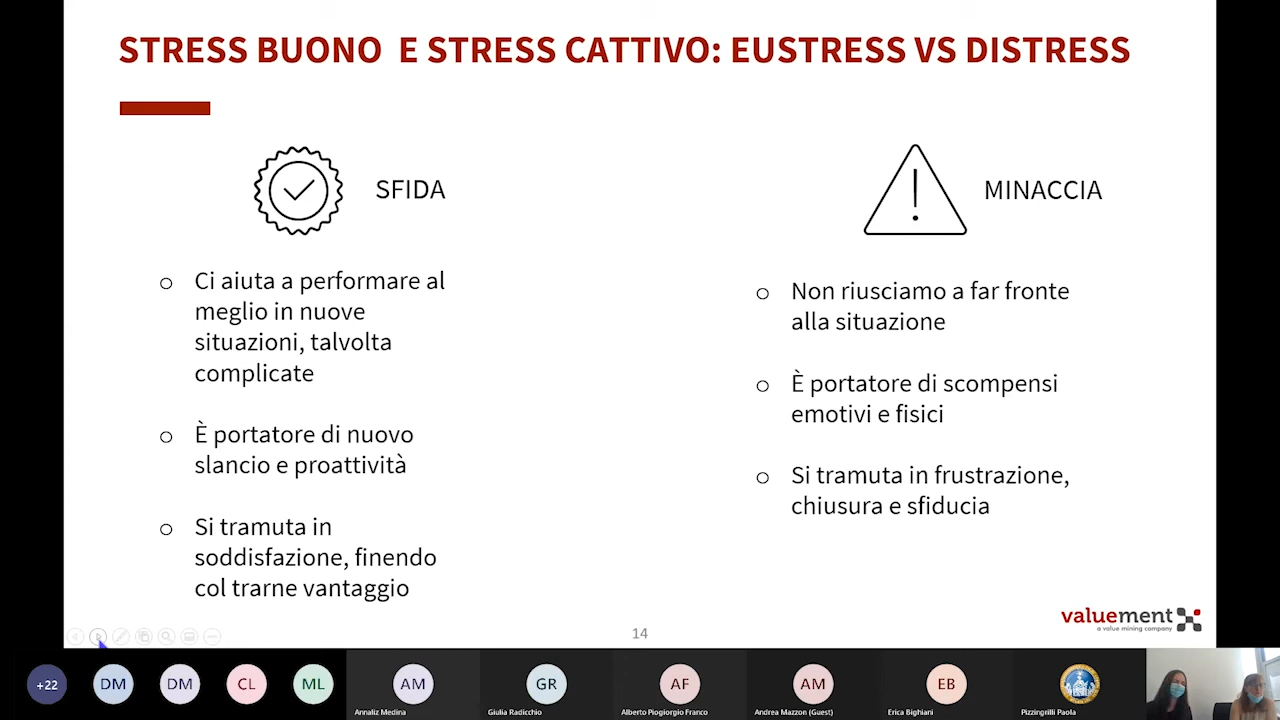 STRESS BUONO E STRESS CATTIVO: EUSTRESS VS DISTRESS
SFIDA
Ci aiuta a performare al
meglio in nuove
situazioni, talvolta
complicate
È portatore di nuovo
slancio e proattività
Si tramuta in
soddisfazione, finendo
col trarne vantaggio
MINACCIA
Non riusciamo a far fronte
alla situazione
È portatore di scompensi
emotivi e fisici
Si tramuta in frustrazione,
chiusura e sfiducia
valuement
a value mining company
14
+22
DM
DM
CL
ML
AM
Annaliz Medina
GR
Giulia Radicchio
AF
Alberto Piogiorgio Franco
AM
Andrea Mazzon (Guest)
EB
Erica Bighiani
Pizzingrilli Paola